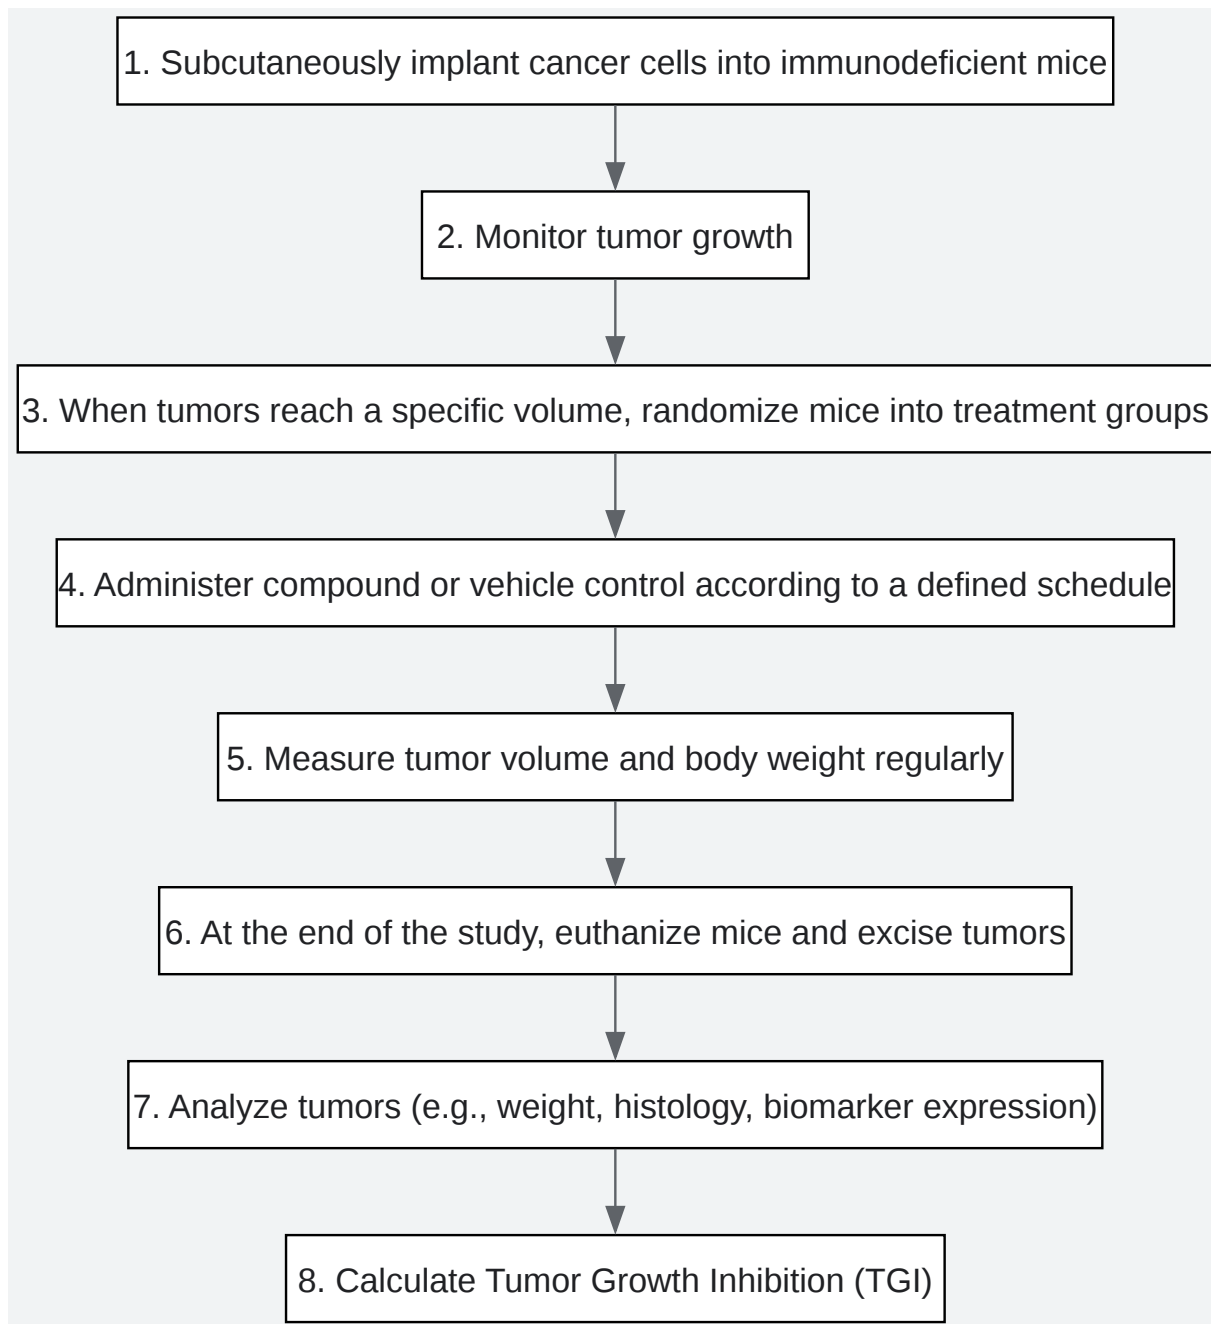 1. Subcutaneously implant cancer cells into immunodeficient mice
2. Monitor tumor growth
3. When tumors reach a specific volume, randomize mice into treatment groups
4. Administer compound or vehicle control according to a defined schedule
5. Measure tumor volume and body weight regularly
6. At the end of the study, euthanize mice and excise tumors
7. Analyze tumors (e.g., weight, histology, biomarker expression)
8. Calculate Tumor Growth Inhibition (TGI)